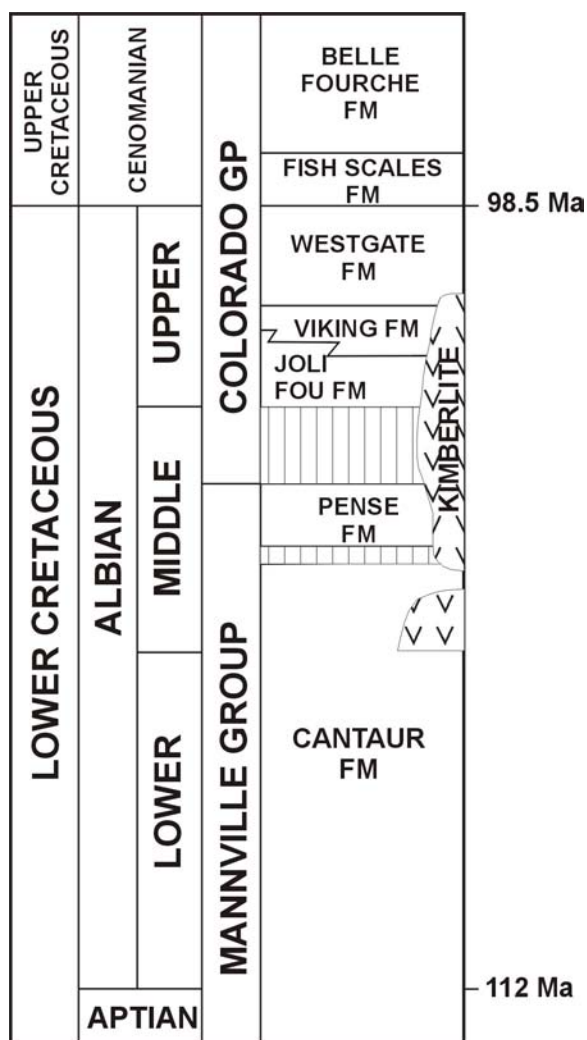 UPPER
CRETACEOUS
CENOMANIAN
COLORADO GP
BELLE
FOURCHE
FM
FISH SCALES
FM
98.5 Ma
LOWER CRETACEOUS
ALBIAN
UPPER
WESTGATE
FM
VIKING FM
JOLI
FOU FM
KIMBERLITE
MIDDLE
MANNVILLE GROUP
PENSE
FM
LOWER
CANTAUR
FM
112 Ma
APTIAN